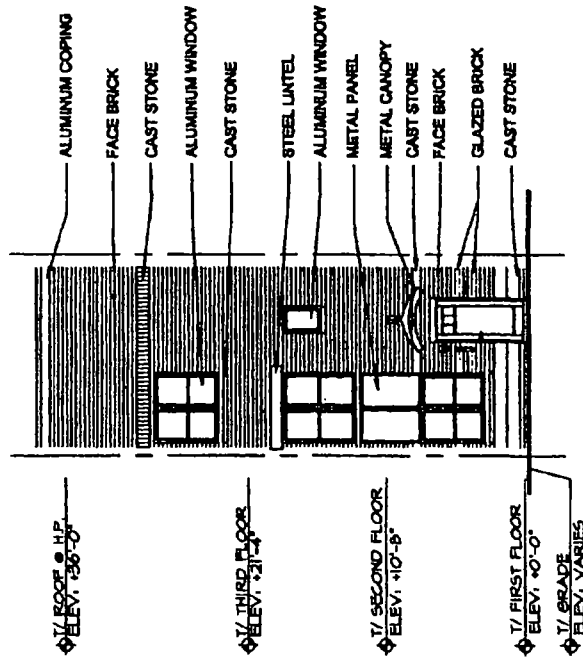 ALUMINUM COPING
FACE BRICK
CAST STONE
ALUMINUM WINDOW
CAST STONE
STEEL LINTEL
ALUMINUM WINDOW
METAL PANEL
METAL CANOPY
CAST STONE
FACE BRICK
GLAZED BRICK
CAST STONE
T/ ROOF @ H.P.
ELEV: +36'-0"
T/ THIRD FLOOR
ELEV: +21'-4"
T/ SECOND FLOOR
ELEV: +10'-8"
T/ FIRST FLOOR
ELEV: +0'-0"
T/ GRADE
ELEV: VARIES